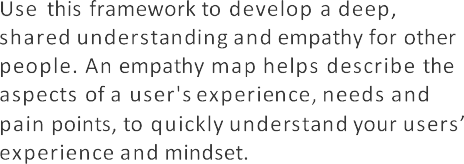 Use this framework to develop a deep,
shared understanding and empathy for other
people. An empathy map helps describe the
aspects of a user's experience, needs and
pain points, to quickly understand your users’
experience and mindset.